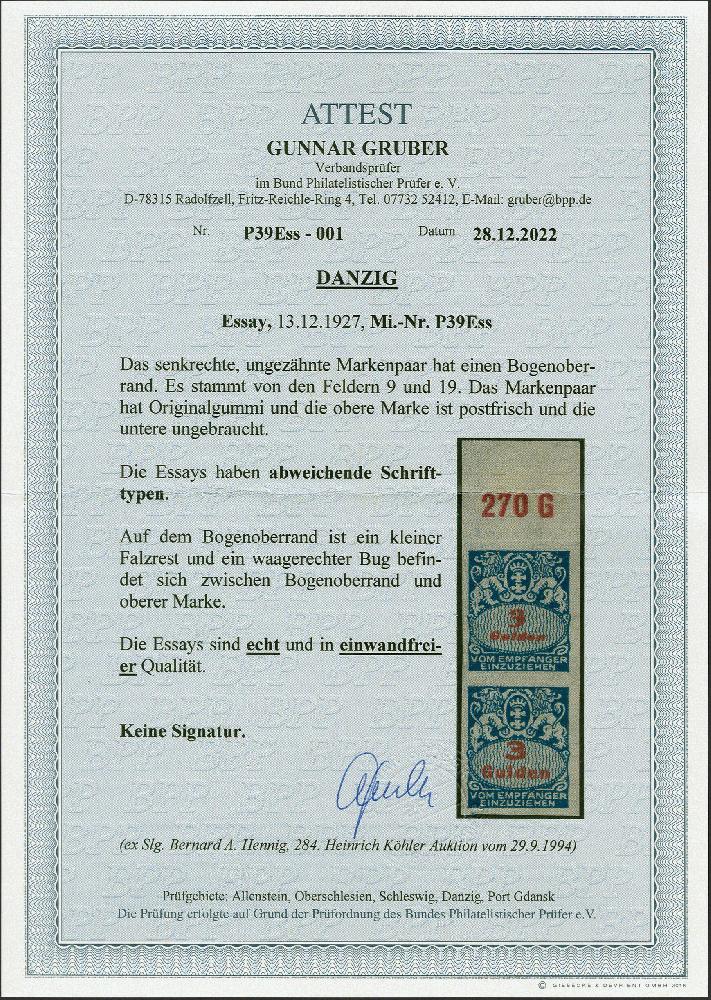 ATTEST
GUNNAR GRUBER
Verbandsprüfer
im Bund Philatelistischer Prüfer e. V.
D-78315 Radolfzell, Fritz-Reichle-Ring 4, Tel. 07732 52412, E-Mail: gruber@bpp.de
Nr. P39Ess - 001 Datum 28.12.2022
DANZIG
Essay, 13.12.1927, Mi.-Nr. P39Ess
Das senkrechte, ungezähnte Markenpaar hat einen Bogenober-
rand. Es stammt von den Feldern 9 und 19. Das Markenpaar
hat Originalgummi und die obere Marke ist postfrisch und die
untere ungebraucht.
Die Essays haben abweichende Schrift-
typen.
Auf dem Bogenoberrand ist ein kleiner
Falzrest und ein waagerechter Bug befin-
det sich zwischen Bogenoberrand und
oberer Marke.
Die Essays sind echt und in einwandfrei-
er Qualität.
Keine Signatur.
270 G
3
Gulden
VOM EMPFÄNGER
EINZUZIEHEN
3
Gulden
VOM EMPFÄNGER
EINZUZIEHEN
(ex Slg. Bernard A. Hennig, 284. Heinrich Köhler Auktion vom 29.9.1994)
Prüfgebiete: Allenstein, Oberschlesien, Schleswig, Danzig, Port Gdansk
Die Prüfung erfolgte auf Grund der Prüfordnung des Bundes Philatelistischer Prüfer e.V.
© GIESECKE & DEVRIENT GMBH